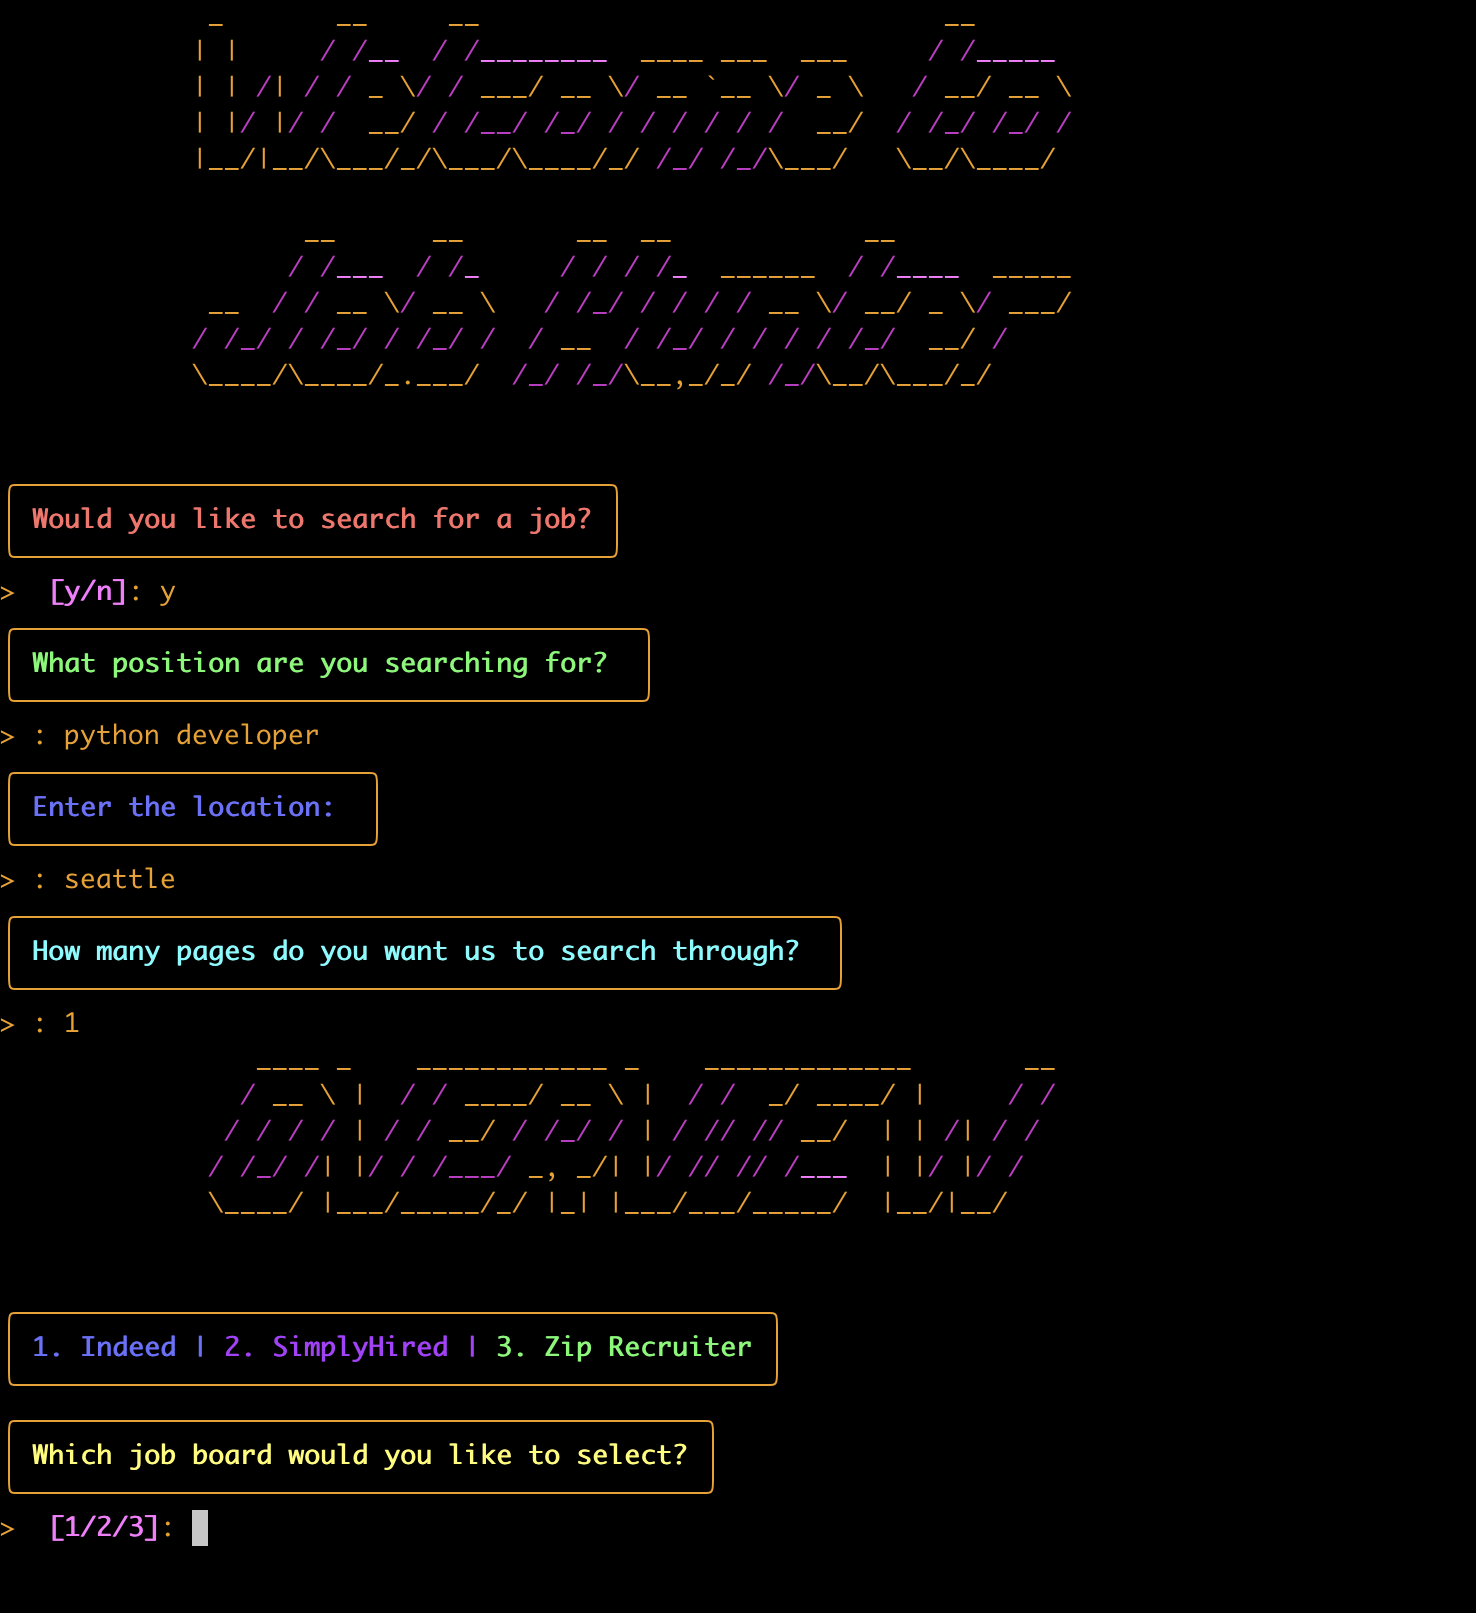 Welcome to
Job Hunter
Would you like to search for a job?
> [y/n]: y
What position are you searching for?
> : python developer
Enter the location:
> : seattle
How many pages do you want us to search through?
> : 1
OVERVIEW
1. Indeed | 2. SimplyHired | 3. Zip Recruiter
Which job board would you like to select?
> [1/2/3]: